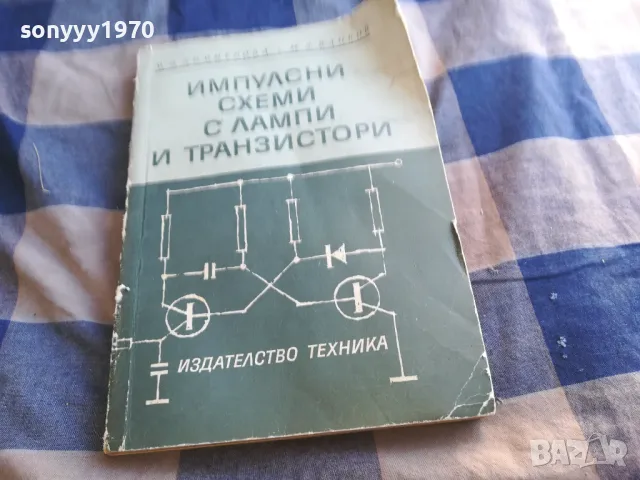 sonyyy1970
ИМПУЛСНИ
СХЕМИ
С ЛАМПИ
И ТРАНЗИСТОРИ
ИЗДАТЕЛСТВО ТЕХНИКА
BAZAR